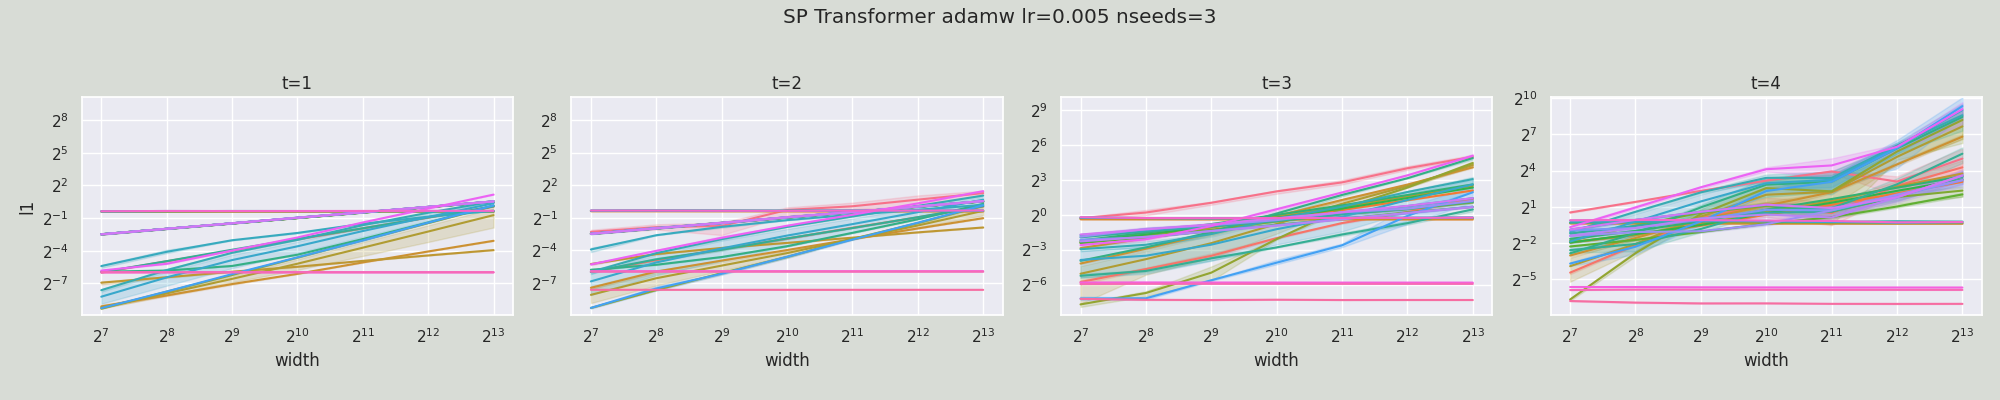 SP Transformer adamw lr=0.005 nseeds=3
t=1
t=2
t=3
t=4
l1
2^8
2^5
2^2
2^−1
2^−4
2^−7
2^8
2^5
2^2
2^−1
2^−4
2^−7
2^9
2^6
2^3
2^0
2^−3
2^−6
2^10
2^7
2^4
2^1
2^−2
2^−5
2^7 2^8 2^9 2^10 2^11 2^12 2^13
2^7 2^8 2^9 2^10 2^11 2^12 2^13
2^7 2^8 2^9 2^10 2^11 2^12 2^13
2^7 2^8 2^9 2^10 2^11 2^12 2^13
width
width
width
width